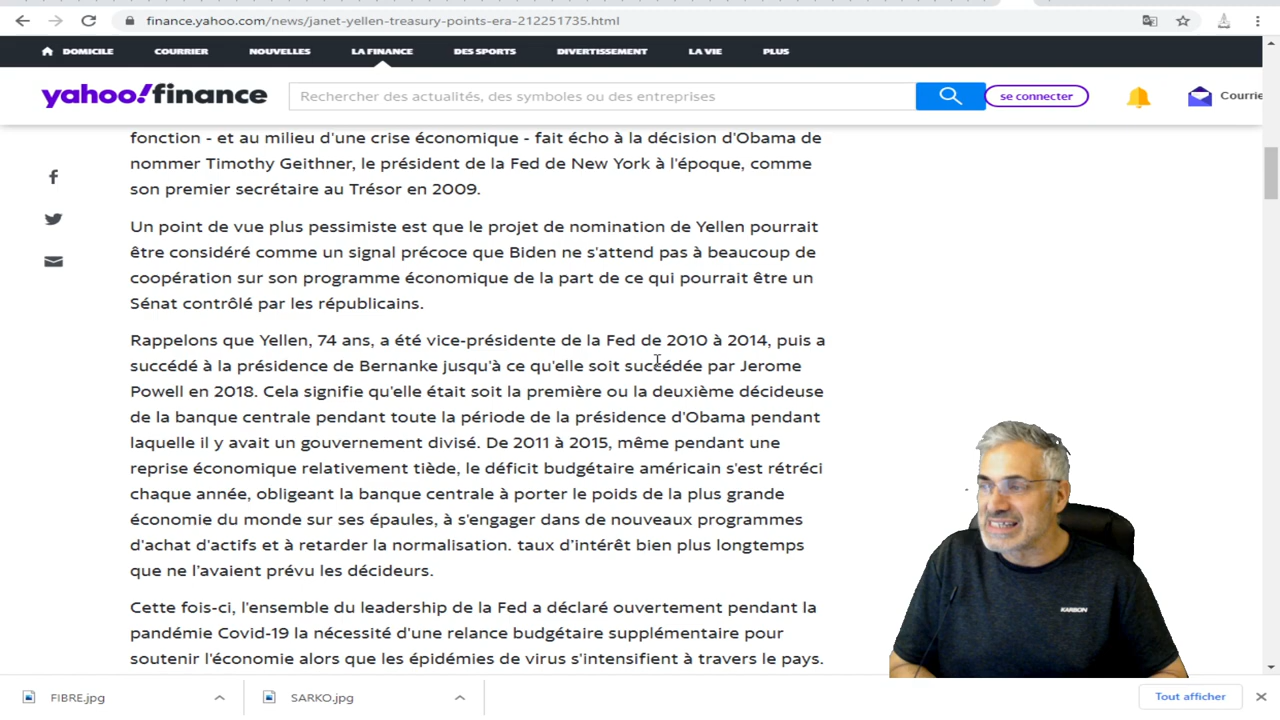 finance.yahoo.com/news/janet-yellen-treasury-points-era-212251735.html
DOMICILE COURRIER NOUVELLES LA FINANCE DES SPORTS DIVERTISSEMENT LA VIE PLUS
yahoo!finance Rechercher des actualités, des symboles ou des entreprises se connecter Courrie
fonction - et au milieu d'une crise économique - fait écho à la décision d'Obama de
nommer Timothy Geithner, le président de la Fed de New York à l'époque, comme
son premier secrétaire au Trésor en 2009.
Un point de vue plus pessimiste est que le projet de nomination de Yellen pourrait
être considéré comme un signal précoce que Biden ne s'attend pas à beaucoup de
coopération sur son programme économique de la part de ce qui pourrait être un
Sénat contrôlé par les républicains.
Rappelons que Yellen, 74 ans, a été vice-présidente de la Fed de 2010 à 2014, puis a
succédé à la présidence de Bernanke jusqu'à ce qu'elle soit succédée par Jerome
Powell en 2018. Cela signifie qu'elle était soit la première ou la deuxième décideuse
de la banque centrale pendant toute la période de la présidence d'Obama pendant
laquelle il y avait un gouvernement divisé. De 2011 à 2015, même pendant une
reprise économique relativement tiède, le déficit budgétaire américain s'est rétréci
chaque année, obligeant la banque centrale à porter le poids de la plus grande
économie du monde sur ses épaules, à s'engager dans de nouveaux programmes
d'achat d'actifs et à retarder la normalisation. taux d'intérêt bien plus longtemps
que ne l'avaient prévu les décideurs.
Cette fois-ci, l'ensemble du leadership de la Fed a déclaré ouvertement pendant la
pandémie Covid-19 la nécessité d'une relance budgétaire supplémentaire pour
soutenir l'économie alors que les épidémies de virus s'intensifient à travers le pays.
KARBON
FIBRE.jpg SARKO.jpg Tout afficher